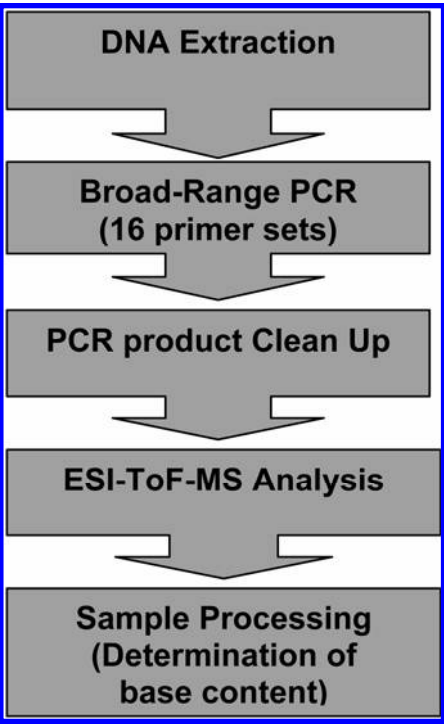 DNA Extraction
Broad-Range PCR
(16 primer sets)
PCR product Clean Up
ESI-ToF-MS Analysis
Sample Processing
(Determination of
base content)